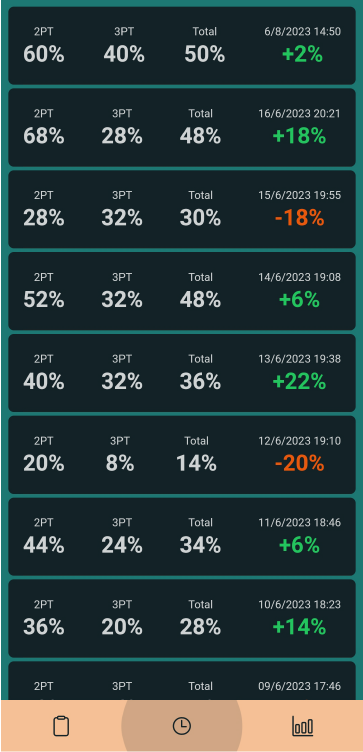 2PT 3PT Total 6/8/2023 14:50
60% 40% 50% +2%
2PT 3PT Total 16/6/2023 20:21
68% 28% 48% +18%
2PT 3PT Total 15/6/2023 19:55
28% 32% 30% -18%
2PT 3PT Total 14/6/2023 19:08
52% 32% 48% +6%
2PT 3PT Total 13/6/2023 19:38
40% 32% 36% +22%
2PT 3PT Total 12/6/2023 19:10
20% 8% 14% -20%
2PT 3PT Total 11/6/2023 18:46
44% 24% 34% +6%
2PT 3PT Total 10/6/2023 18:23
36% 20% 28% +14%
2PT 3PT Total 09/6/2023 17:46